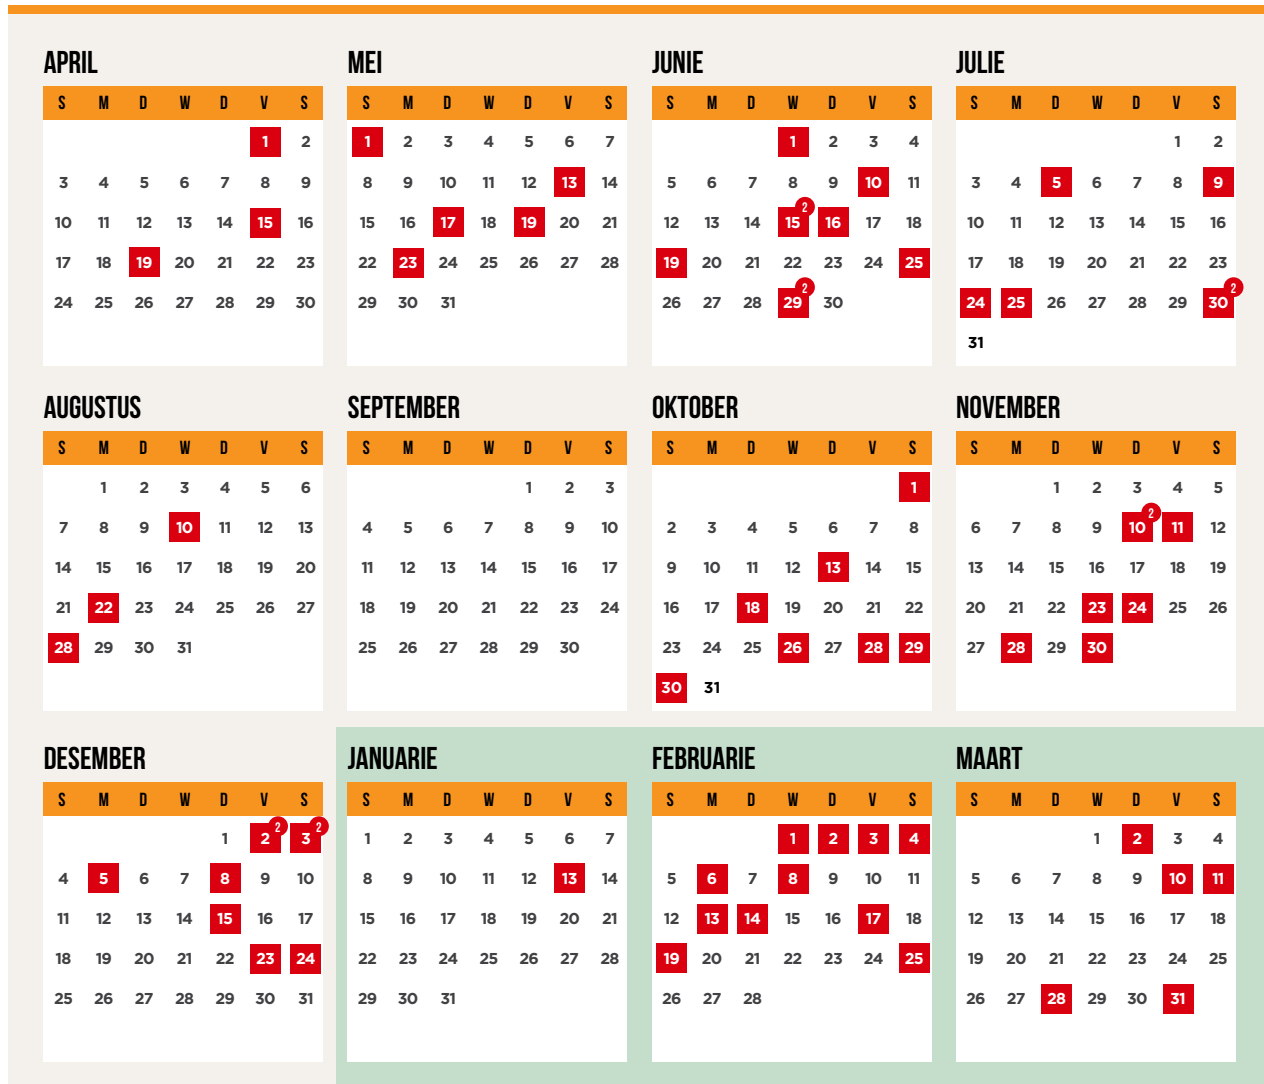 APRIL
S M D W D V S
1 2
3 4 5 6 7 8 9
10 11 12 13 14 15 16
17 18 19 20 21 22 23
24 25 26 27 28 29 30
MEI
S M D W D V S
1 2 3 4 5 6 7
8 9 10 11 12 13 14
15 16 17 18 19 20 21
22 23 24 25 26 27 28
29 30 31
JUNIE
S M D W D V S
1 2 3 4
5 6 7 8 9 10 11
12 13 14 15 2 16 17 18
19 20 21 22 23 24 25
26 27 28 29 2 30
JULIE
S M D W D V S
1 2
3 4 5 6 7 8 9
10 11 12 13 14 15 16
17 18 19 20 21 22 23
24 25 26 27 28 29 30 2
31
AUGUSTUS
S M D W D V S
1 2 3 4 5 6
7 8 9 10 11 12 13
14 15 16 17 18 19 20
21 22 23 24 25 26 27
28 29 30 31
SEPTEMBER
S M D W D V S
1 2 3
4 5 6 7 8 9 10
11 12 13 14 15 16 17
18 19 20 21 22 23 24
25 26 27 28 29 30
OKTOBER
S M D W D V S
1
2 3 4 5 6 7 8
9 10 11 12 13 14 15
16 17 18 19 20 21 22
23 24 25 26 27 28 29
30 31
NOVEMBER
S M D W D V S
1 2 3 4 5
6 7 8 9 10 2 11 12
13 14 15 16 17 18 19
20 21 22 23 24 25 26
27 28 29 30
DESEMBER
S M D W D V S
1 2 2 3 2
4 5 6 7 8 9 10
11 12 13 14 15 16 17
18 19 20 21 22 23 24
25 26 27 28 29 30 31
JANUARIE
S M D W D V S
1 2 3 4 5 6 7
8 9 10 11 12 13 14
15 16 17 18 19 20 21
22 23 24 25 26 27 28
29 30 31
FEBRUARIE
S M D W D V S
1 2 3 4
5 6 7 8 9 10 11
12 13 14 15 16 17 18
19 20 21 22 23 24 25
26 27 28
MAART
S M D W D V S
1 2 3 4
5 6 7 8 9 10 11
12 13 14 15 16 17 18
19 20 21 22 23 24 25
26 27 28 29 30 31